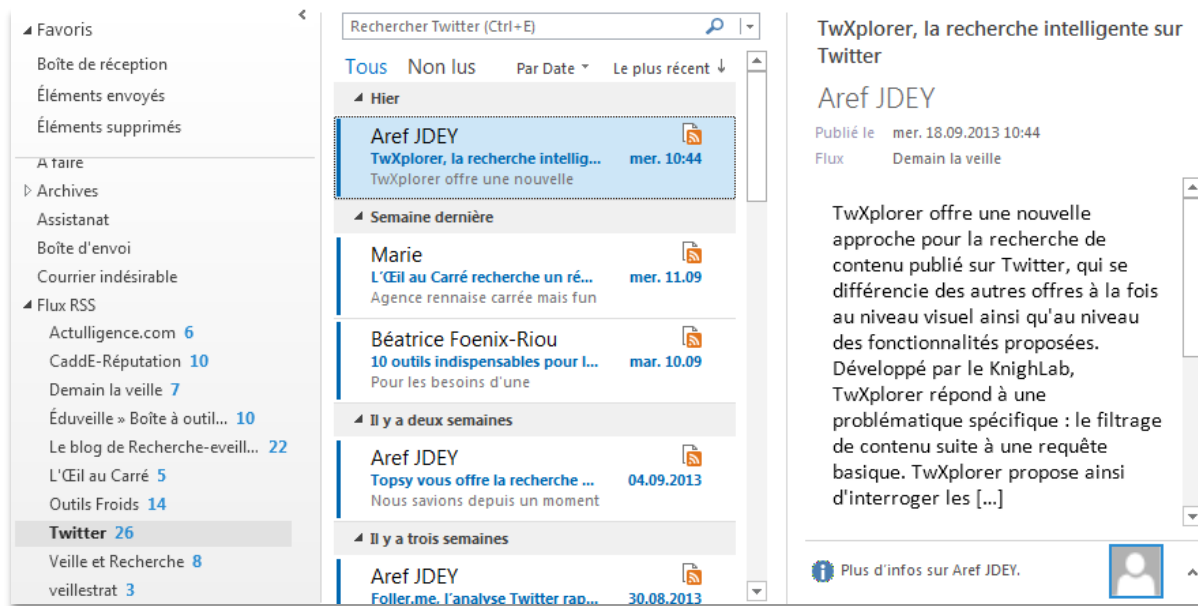 Favoris
Boîte de réception
Éléments envoyés
Éléments supprimés
A faire
Archives
Assistanat
Boîte d'envoi
Courrier indésirable
Flux RSS
Actulligence.com 6
CaddE-Réputation 10
Demain la veille 7
Éduveille » Boîte à outil... 10
Le blog de Recherche-eveill... 22
L'Œil au Carré 5
Outils Froids 14
Twitter 26
Veille et Recherche 8
veillestrat 3
Rechercher Twitter (Ctrl+E)
Tous Non lus Par Date Le plus récent ↓
Hier
Aref JDEY
TwXplorer, la recherche intellig... mer. 10:44
TwXplorer offre une nouvelle
Semaine dernière
Marie
L'Œil au Carré recherche un ré... mer. 11.09
Agence rennaise carrée mais fun
Béatrice Foenix-Riou
10 outils indispensables pour l... mar. 10.09
Pour les besoins d'une
Il y a deux semaines
Aref JDEY
Topsy vous offre la recherche ... 04.09.2013
Nous savions depuis un moment
Il y a trois semaines
Aref JDEY
Foller.me, l'analyse Twitter rap... 30.08.2013
TwXplorer, la recherche intelligente sur
Twitter
Aref JDEY
Publié le mer. 18.09.2013 10:44
Flux Demain la veille
TwXplorer offre une nouvelle
approche pour la recherche de
contenu publié sur Twitter, qui se
différencie des autres offres à la fois
au niveau visuel ainsi qu'au niveau
des fonctionnalités proposées.
Développé par le KnighLab,
TwXplorer répond à une
problématique spécifique : le filtrage
de contenu suite à une requête
basique. TwXplorer propose ainsi
d'interroger les [...]
Plus d'infos sur Aref JDEY.